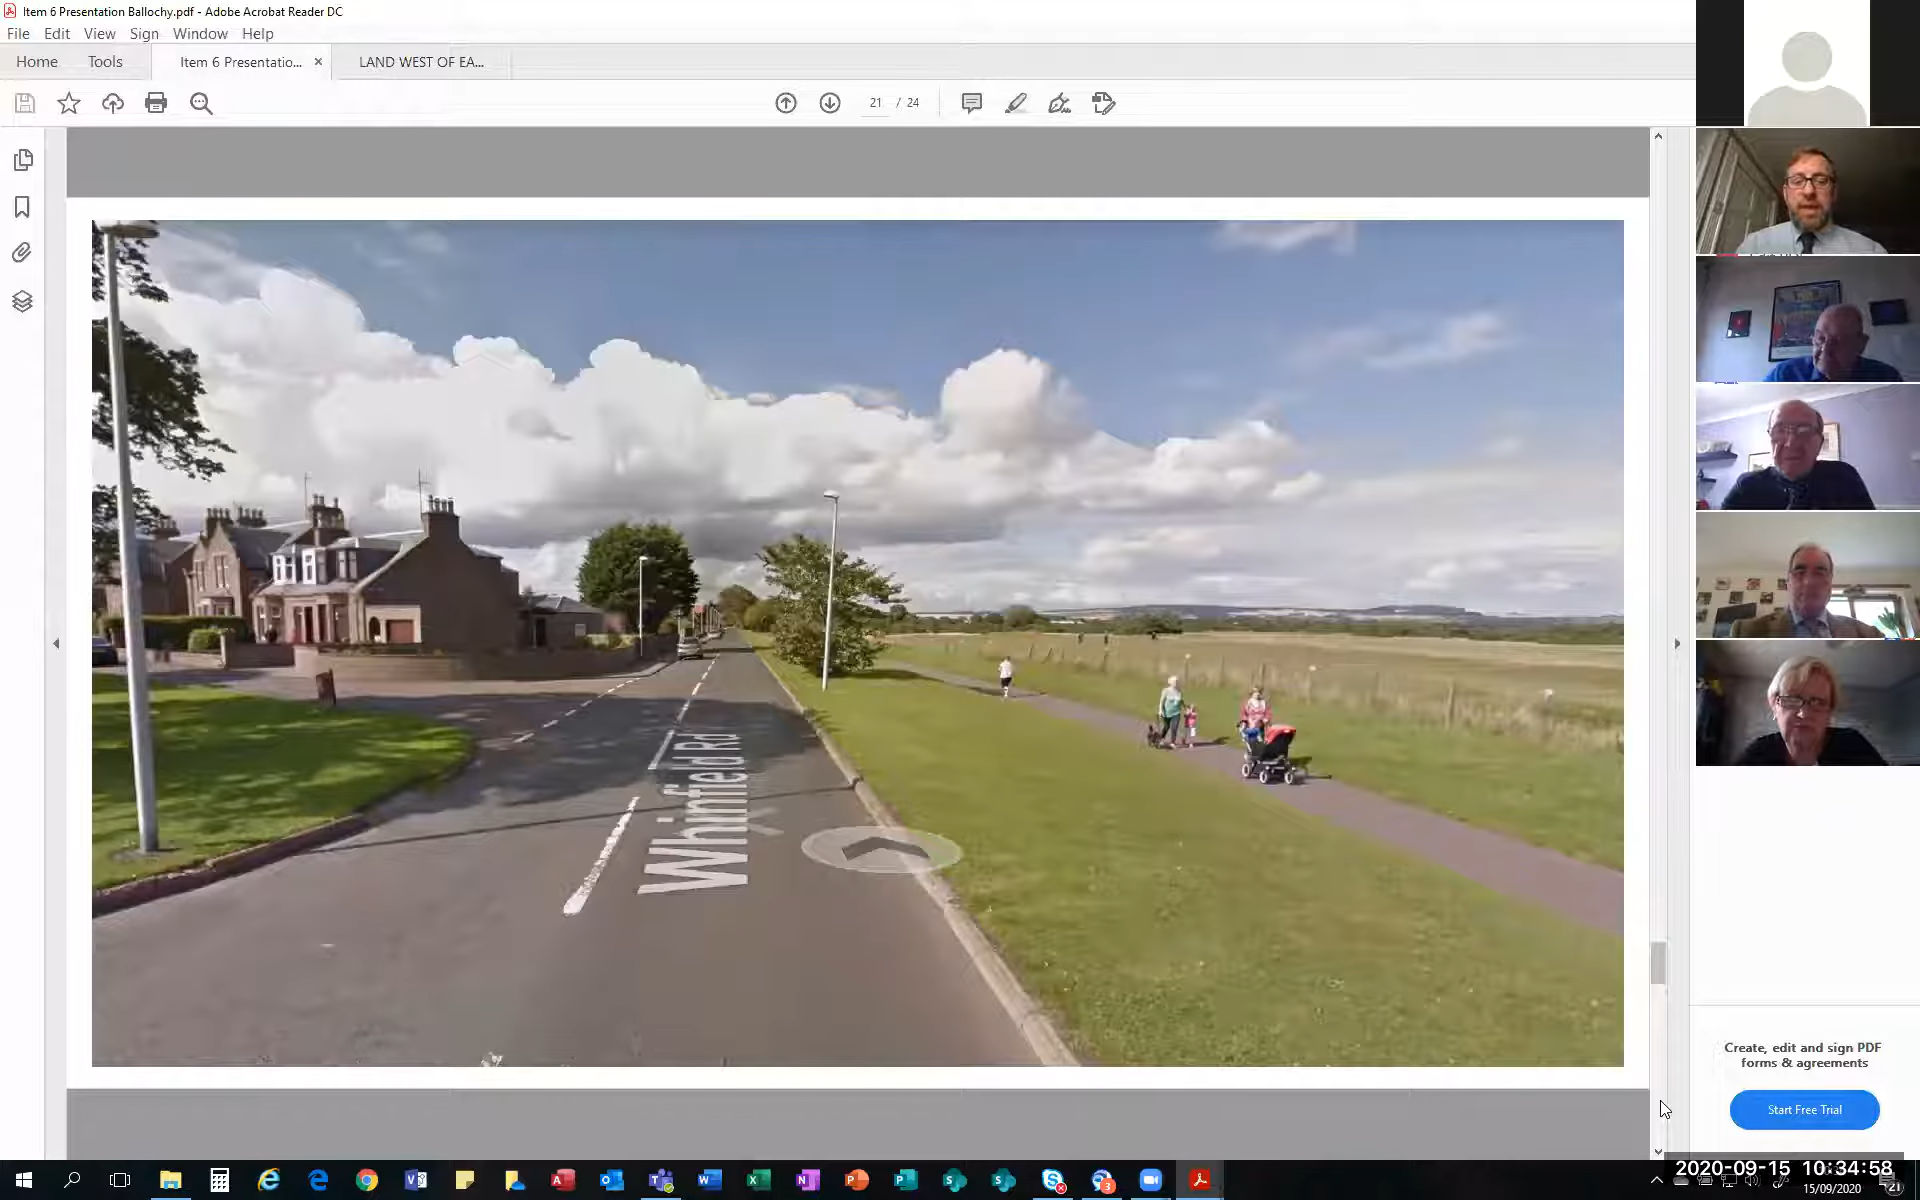 Item 6 Presentation Ballochy.pdf - Adobe Acrobat Reader DC
File Edit View Sign Window Help
Home Tools Item 6 Presentatio... × LAND WEST OF EA...
21 / 24
Whinfield Rd
Create, edit and sign PDF
forms & agreements
Start Free Trial
2020-09-15 10:34:58
15/09/2020
21